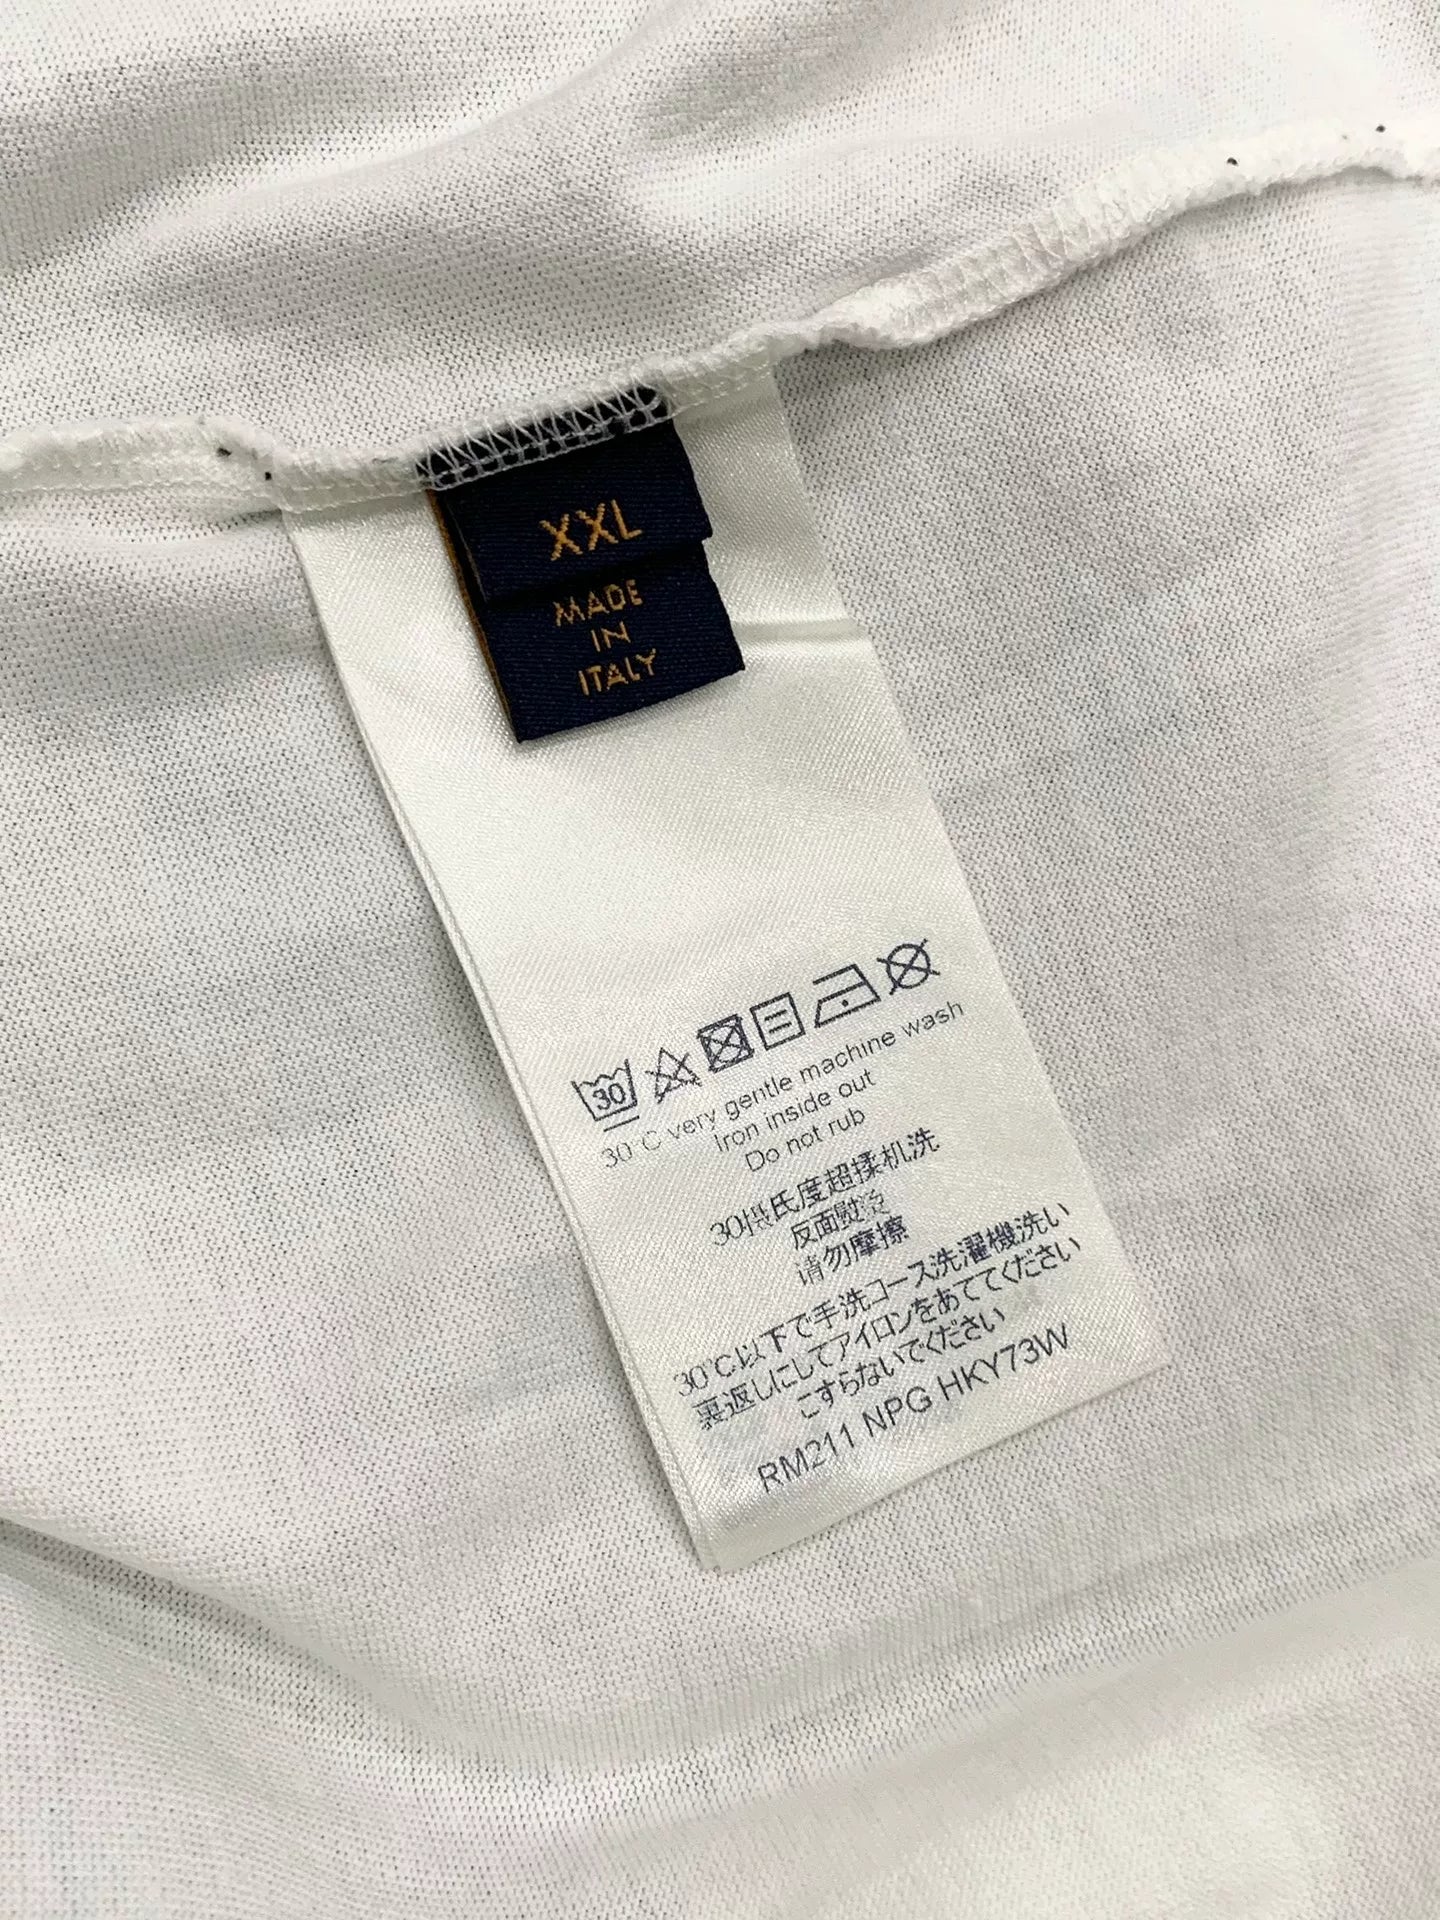 XXL
MADE
IN
ITALY
30
30°C very gentle machine wash
Iron inside out
Do not rub
30摄氏度超揉机洗
反面熨烫
请勿摩擦
30℃以下で手洗コース洗濯機洗い
裏返しにしてアイロンをあててください
こすらないでください
RM211 NPG HKY73W